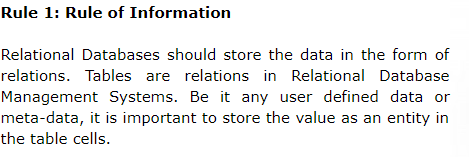 Rule 1: Rule of Information
Relational Databases should store the data in the form of
relations. Tables are relations in Relational Database
Management Systems. Be it any user defined data or
meta-data, it is important to store the value as an entity in
the table cells.